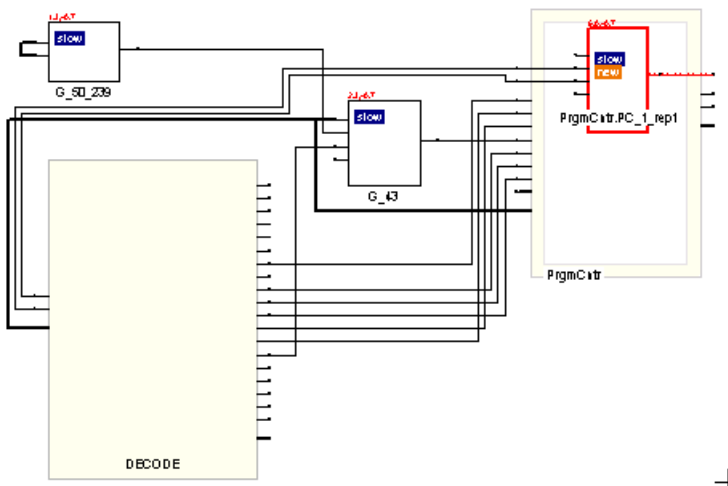 slow
G_50_239
slow
G_43
slow
new
PrgmCntr.PC_1_rep1
PrgmCntr
DECODE